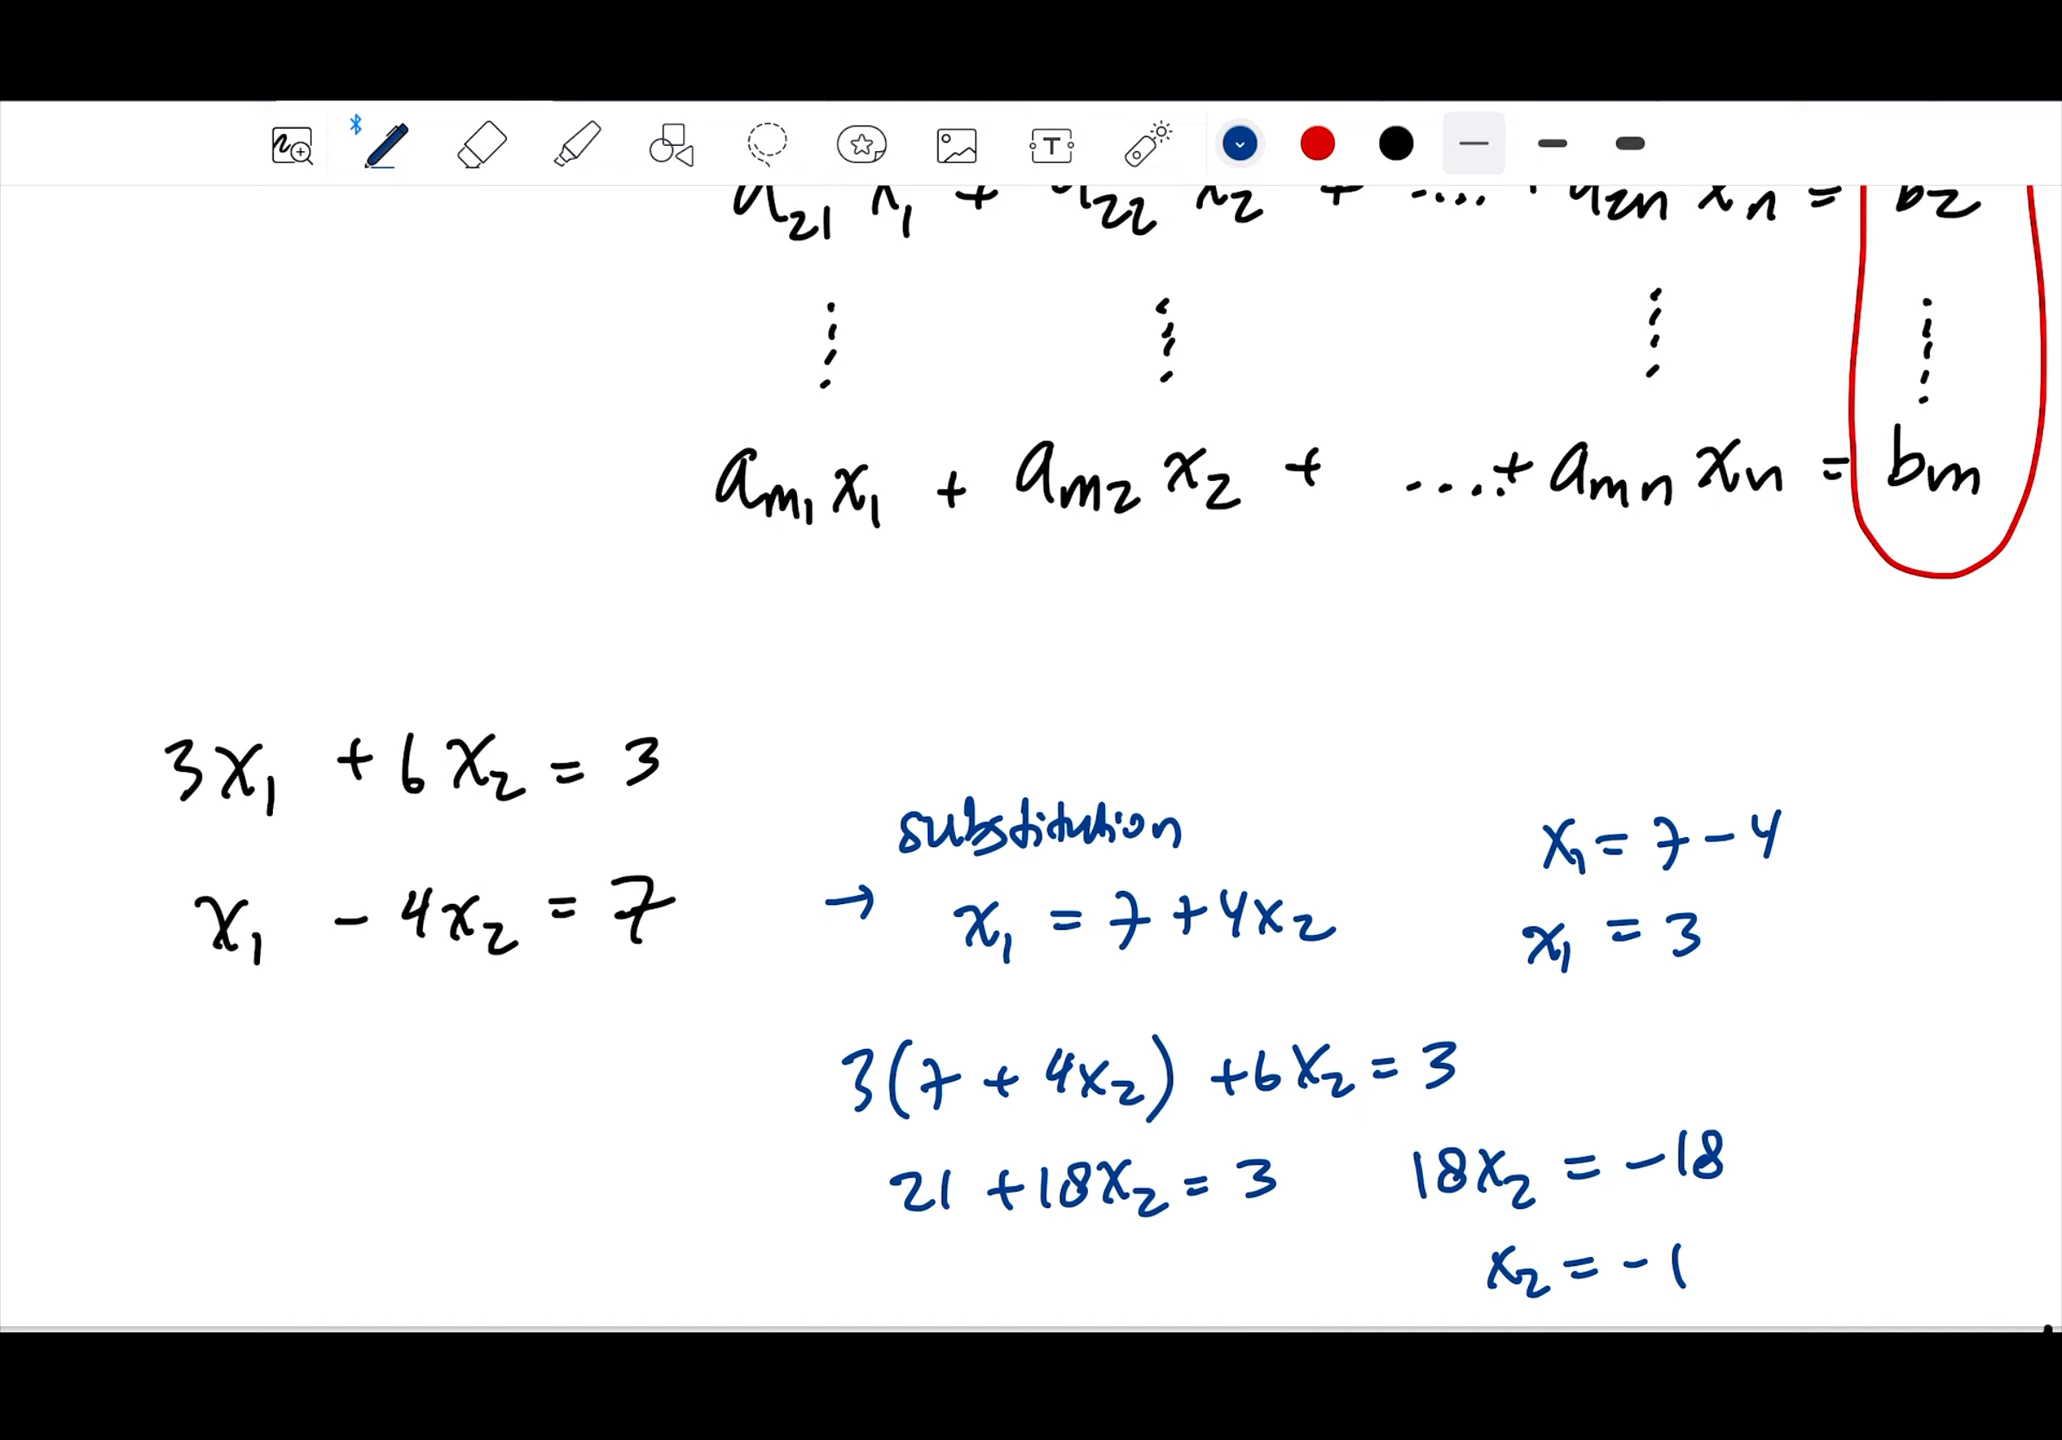 a₂₁ x₁ + a₂₂ x₂ + .... + a₂ₙ xₙ = b₂
aₘ₁ x₁ + aₘ₂ x₂ + ....+ aₘₙ xₙ = bₘ
3x₁ + 6x₂ = 3
x₁ - 4x₂ = 7
substitution
→ x₁ = 7 + 4x₂
x₁ = 7 - 4
x₁ = 3
3(7 + 4x₂) + 6x₂ = 3
21 + 18x₂ = 3
18x₂ = -18
x₂ = -1